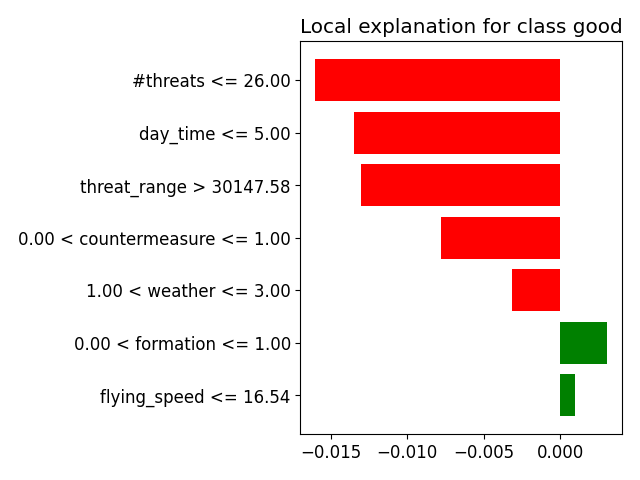 Local explanation for class good
#threats <= 26.00
day_time <= 5.00
threat_range > 30147.58
0.00 < countermeasure <= 1.00
1.00 < weather <= 3.00
0.00 < formation <= 1.00
flying_speed <= 16.54
−0.015 −0.010 −0.005 0.000